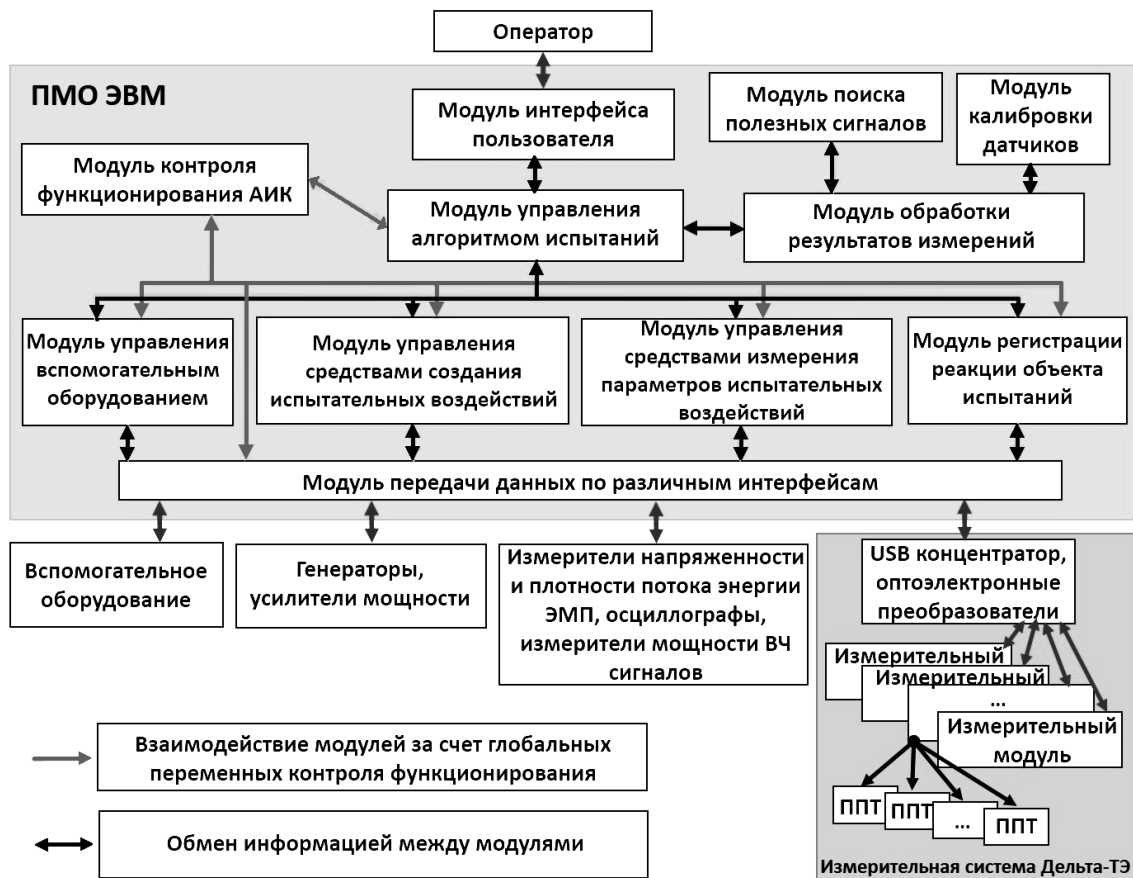 Оператор
ПМО ЭВМ
Модуль интерфейса
пользователя
Модуль поиска
полезных сигналов
Модуль
калибровки
датчиков
Модуль контроля
функционирования АИК
Модуль управления
алгоритмом испытаний
Модуль обработки
результатов измерений
Модуль управления
вспомогательным
оборудованием
Модуль управления
средствами создания
испытательных воздействий
Модуль управления
средствами измерения
параметров испытательных
воздействий
Модуль регистрации
реакции объекта
испытаний
Модуль передачи данных по различным интерфейсам
Вспомогательное
оборудование
Генераторы,
усилители мощности
Измерители напряженности
и плотности потока энергии
ЭМП, осциллографы,
измерители мощности ВЧ
сигналов
USB концентратор,
оптоэлектронные
преобразователи
Измерительный
Измерительный
...
Измерительный
модуль
ППТ
ППТ
...
ППТ
Измерительная система Дельта-ТЭ
Взаимодействие модулей за счет глобальных
переменных контроля функционирования
Обмен информацией между модулями